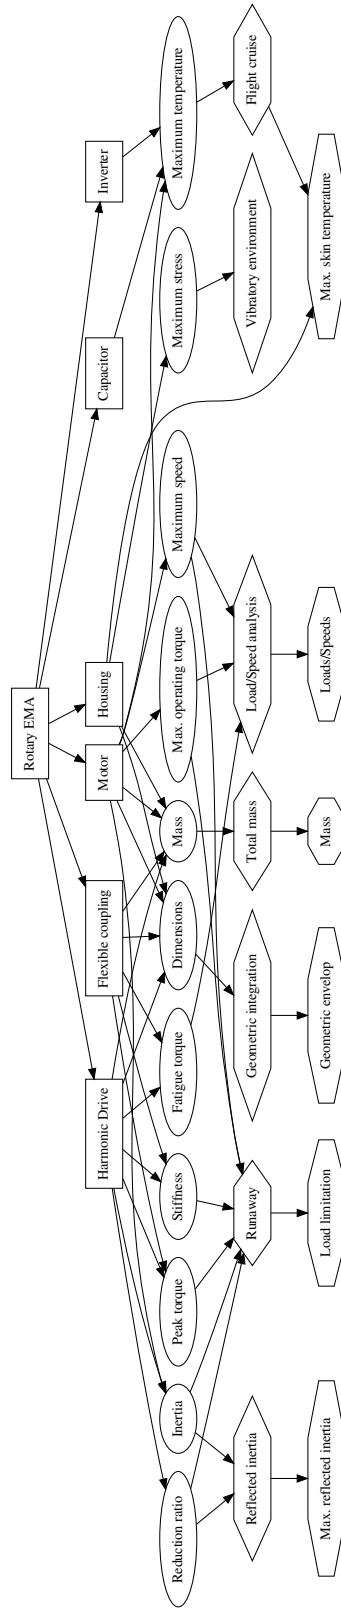 Rotary EMA
Harmonic Drive
Flexible coupling
Motor
Housing
Capacitor
Inverter
Reduction ratio
Inertia
Peak torque
Stiffness
Fatigue torque
Dimensions
Mass
Max. operating torque
Maximum speed
Maximum stress
Maximum temperature
Reflected inertia
Runaway
Geometric integration
Total mass
Load/Speed analysis
Vibratory environment
Flight cruise
Max. reflected inertia
Load limitation
Geometric envelop
Mass
Loads/Speeds
Max. skin temperature